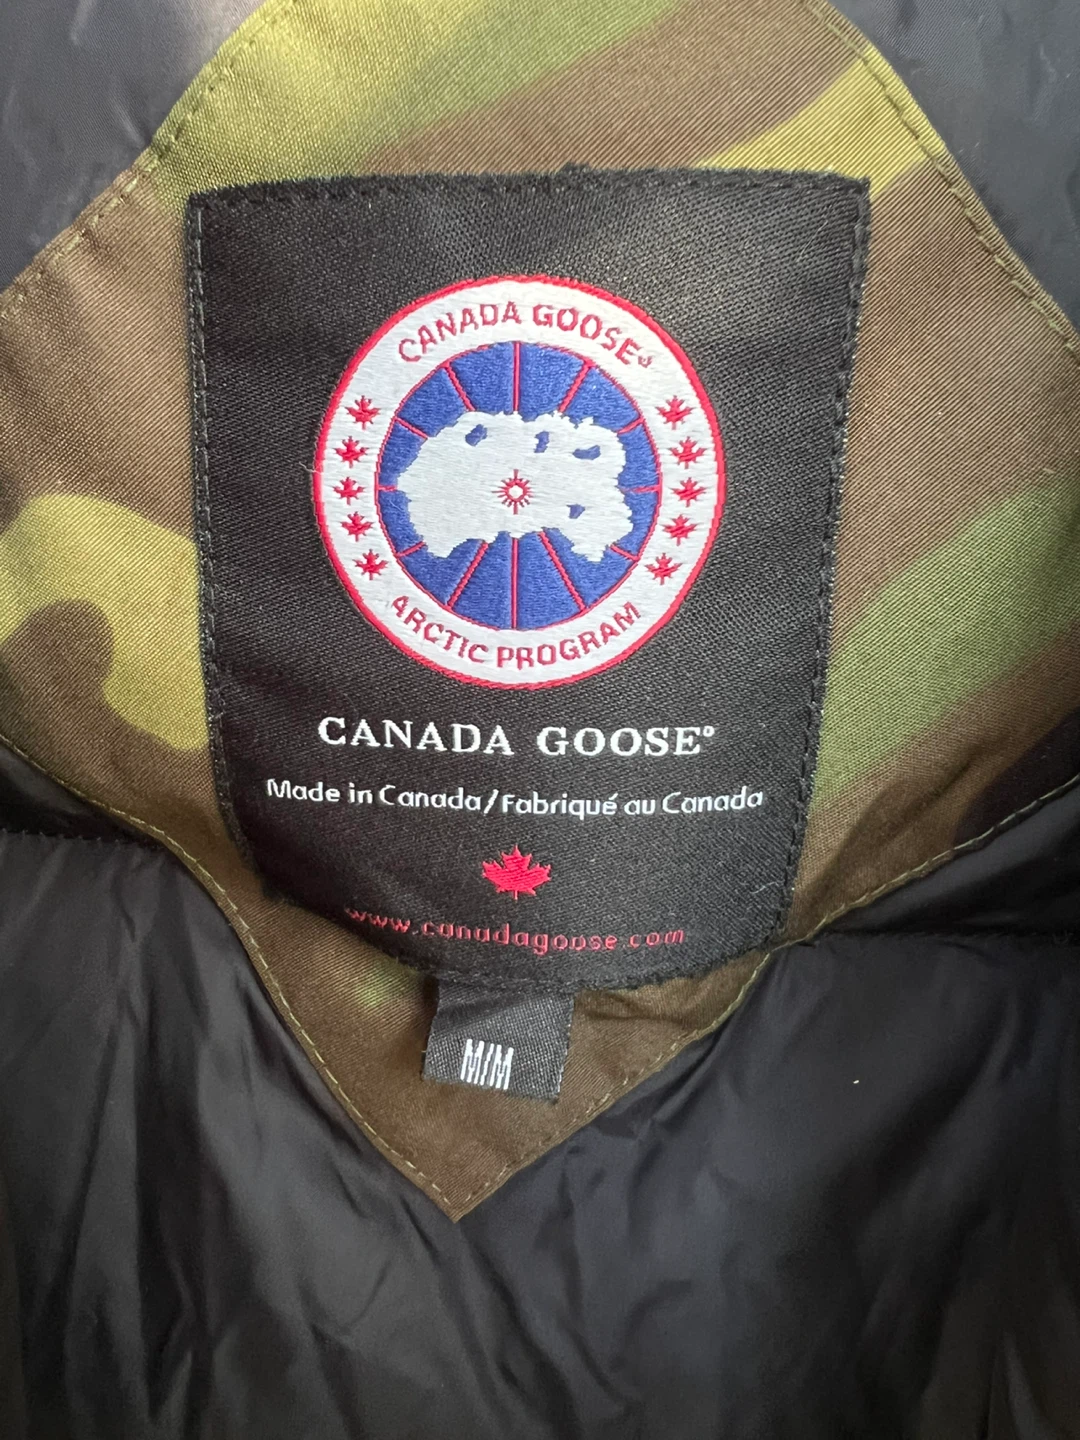 CANADA GOOSE®
ARCTIC PROGRAM
CANADA GOOSE®
Made in Canada/Fabriqué au Canada
www.canadagoose.com
M/M